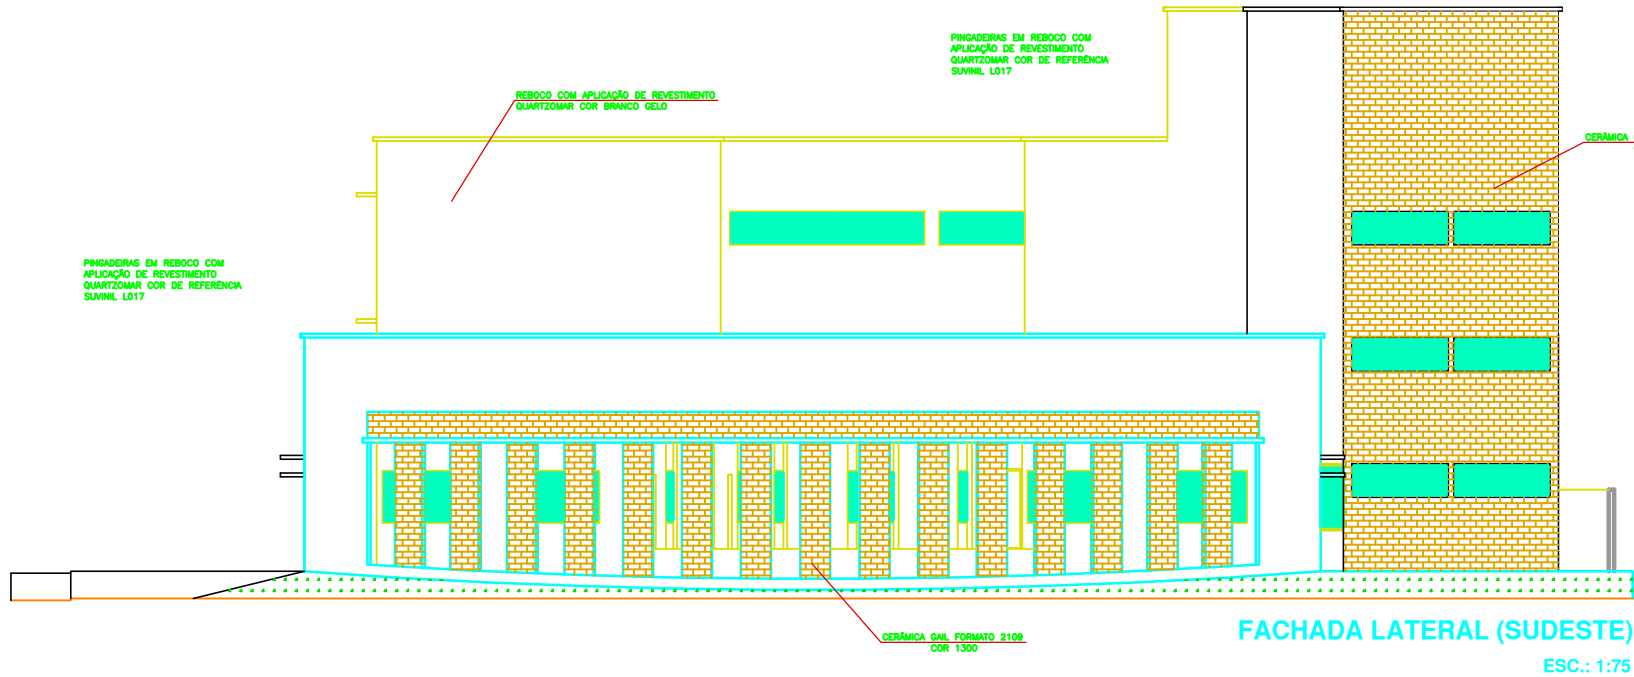 PINGADEIRAS EM REBOCO COM
APLICAÇÃO DE REVESTIMENTO
QUARTZOMAR COR DE REFERÊNCIA
SUVINIL L017
REBOCO COM APLICAÇÃO DE REVESTIMENTO
QUARTZOMAR COR BRANCO GELO
CERÂMICA
PINGADEIRAS EM REBOCO COM
APLICAÇÃO DE REVESTIMENTO
QUARTZOMAR COR DE REFERÊNCIA
SUVINIL L017
CERÂMICA GAIL FORMATO 2109
COR 1300
FACHADA LATERAL (SUDESTE)
ESC.: 1:75